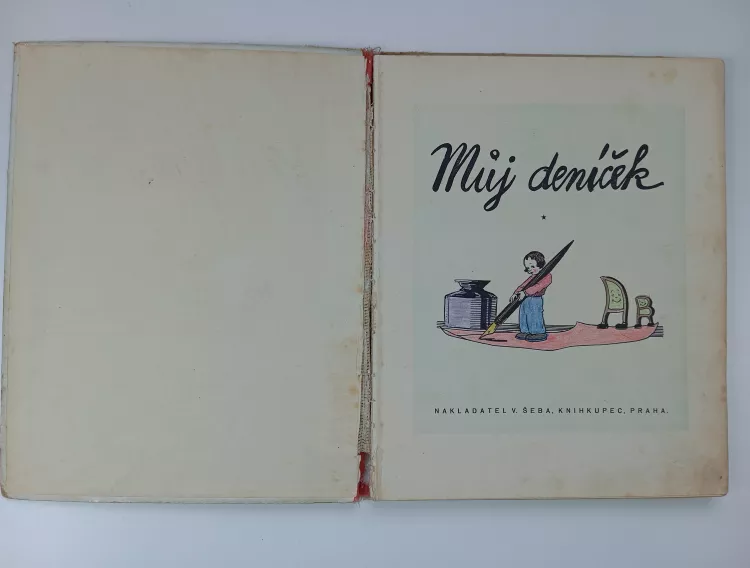 Můj deníček
*
A B
NAKLADATEL V. ŠEBA, KNIHKUPEC, PRAHA.